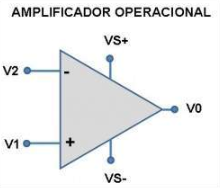 AMPLIFICADOR OPERACIONAL
VS+
V2
-
V0
V1
+
VS-